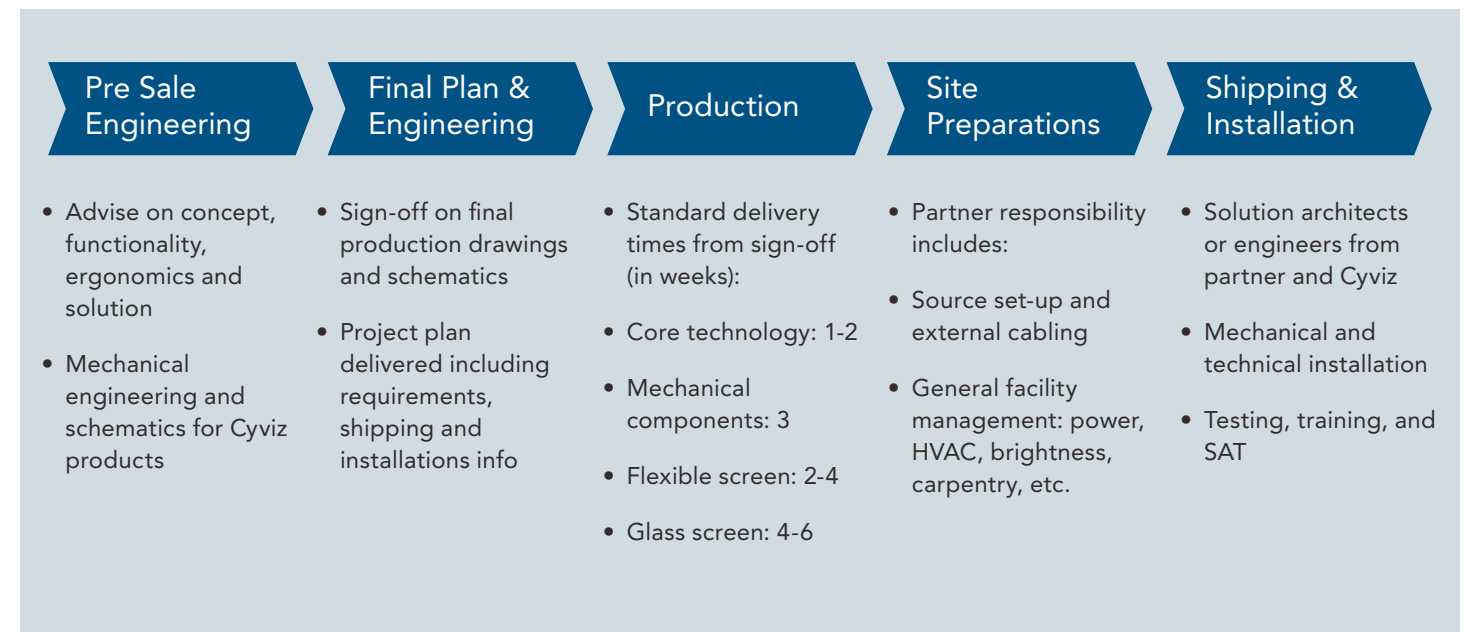 Pre Sale
Engineering
Final Plan &
Engineering
Production
Site
Preparations
Shipping &
Installation
• Advise on concept,
functionality,
ergonomics and
solution
• Mechanical
engineering and
schematics for Cyviz
products
• Sign-off on final
production drawings
and schematics
• Project plan
delivered including
requirements,
shipping and
installations info
• Standard delivery
times from sign-off
(in weeks):
• Core technology: 1-2
• Mechanical
components: 3
• Flexible screen: 2-4
• Glass screen: 4-6
• Partner responsibility
includes:
• Source set-up and
external cabling
• General facility
management: power,
HVAC, brightness,
carpentry, etc.
• Solution architects
or engineers from
partner and Cyviz
• Mechanical and
technical installation
• Testing, training, and
SAT